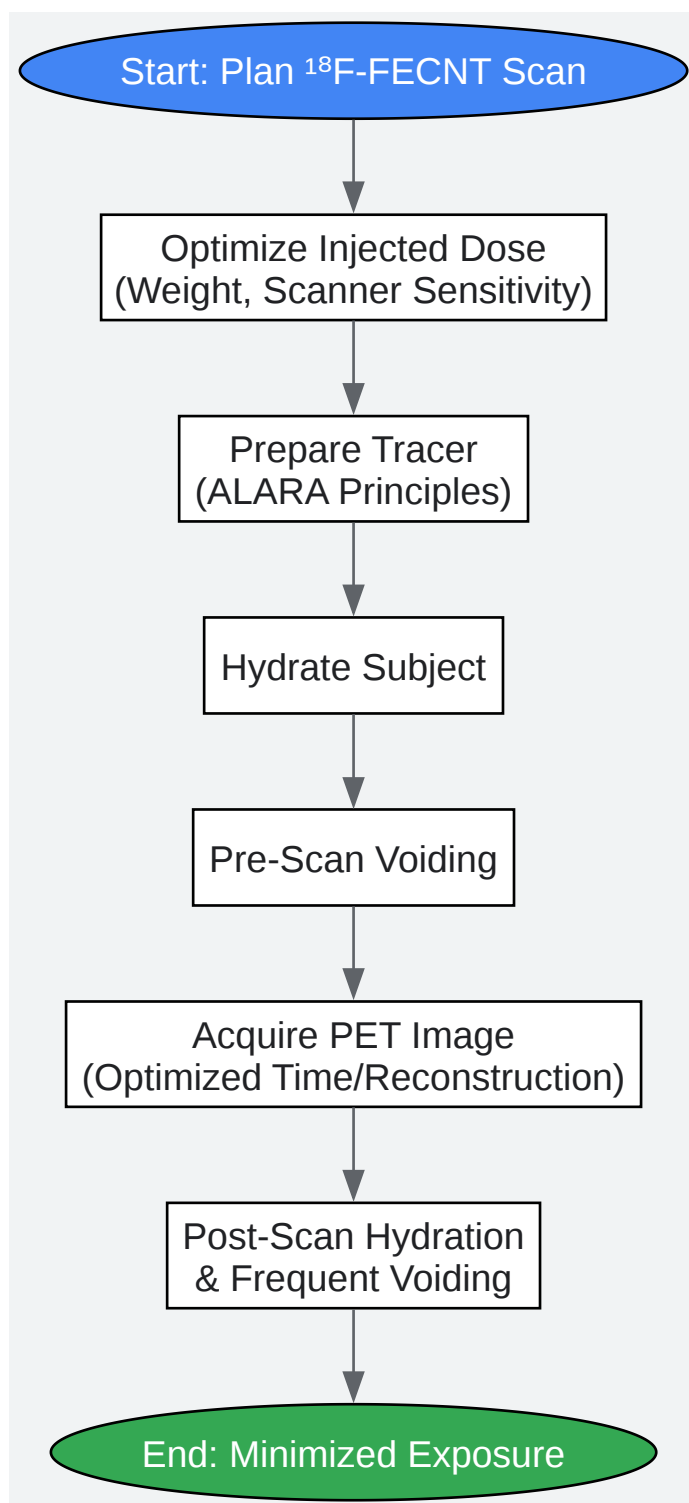 Start: Plan ¹⁸F-FECNT Scan
Optimize Injected Dose
(Weight, Scanner Sensitivity)
Prepare Tracer
(ALARA Principles)
Hydrate Subject
Pre-Scan Voiding
Acquire PET Image
(Optimized Time/Reconstruction)
Post-Scan Hydration
& Frequent Voiding
End: Minimized Exposure